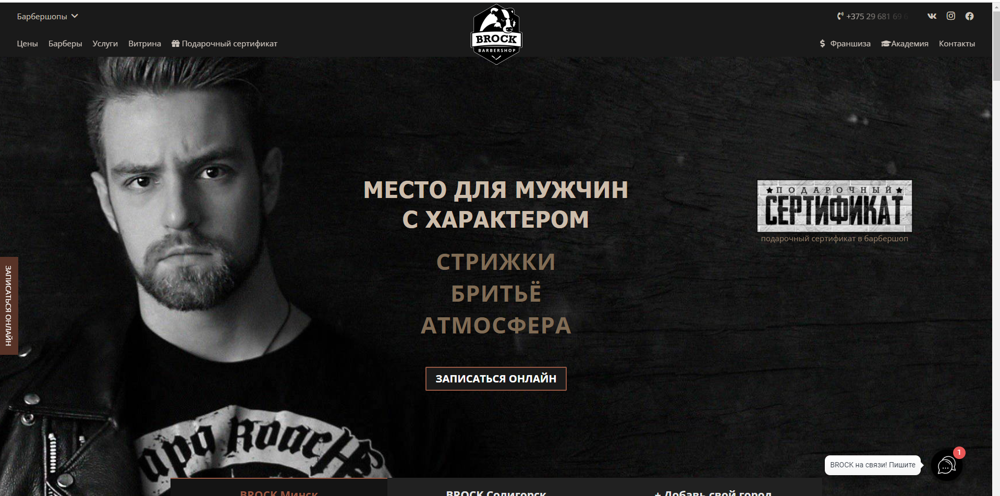 Барбершопы
+375 29 681 69 6
Цены Барберы Услуги Витрина Подарочный сертификат
BROCK
BARBERSHOP
Франшиза Академия Контакты
МЕСТО ДЛЯ МУЖЧИН
С ХАРАКТЕРОМ
СТРИЖКИ
БРИТЬЁ
АТМОСФЕРА
ЗАПИСАТЬСЯ ОНЛАЙН
ПОДАРОЧНЫЙ
СЕРТИФИКАТ
подарочный сертификат в барбершоп
ЗАПИСАТЬСЯ ОНЛАЙН
apa Roach
BROCK на связи! Пишите
1
BROCK Минск
BROCK Солигорск
+ Добавь свой город